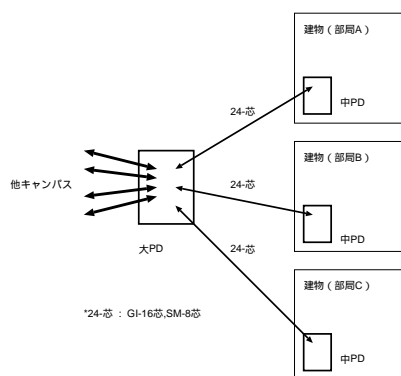 建物（部局A）
中PD
24-芯
建物（部局B）
24-芯
中PD
他キャンパス
大PD
24-芯
建物（部局C）
*24-芯 : GI-16芯,SM-8芯
中PD